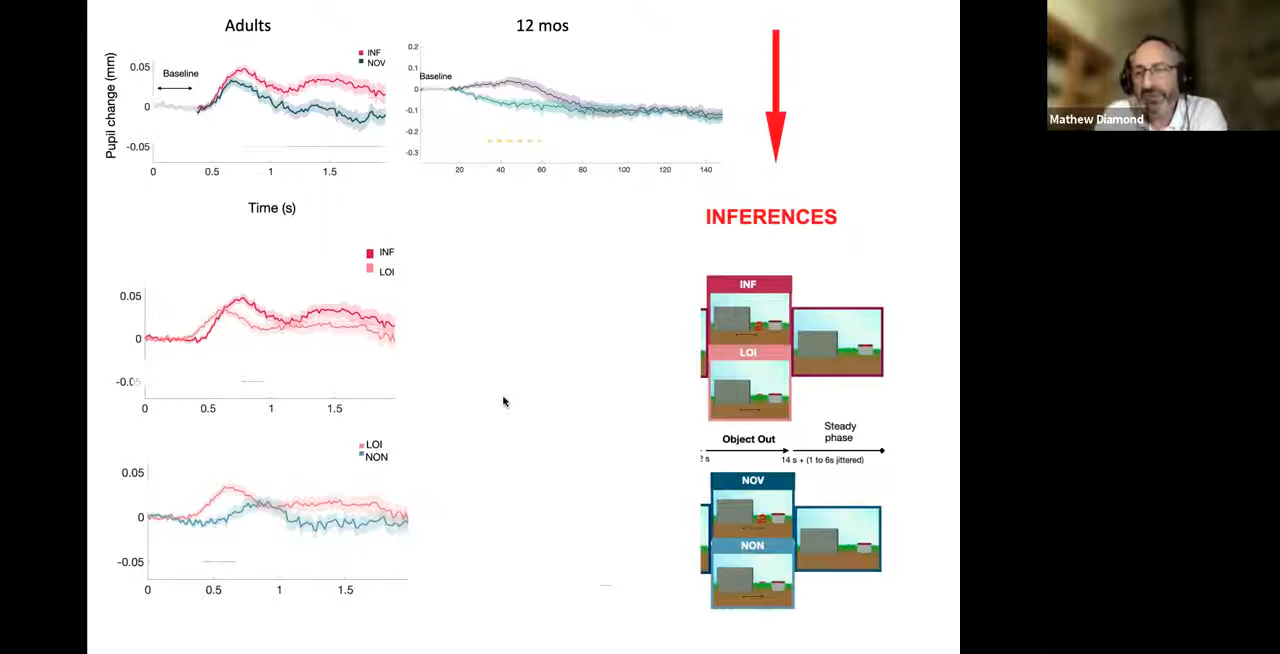 Adults
12 mos
Pupil change (mm)
0.05
0
-0.05
Baseline
INF
NOV
0
0.5
1
1.5
0.2
0.1
0
-0.1
-0.2
-0.3
Baseline
20
40
60
80
100
120
140
Time (s)
Mathew Diamond
INFERENCES
INF
LOI
0.05
0
-0.0
0
0.5
1.5
INF
LOI
Object Out
Steady
phase
2 s
14 s + (1 to 6s jittered)
LOI
NON
0.05
0
-0.05
0
0.5
1
1.5
NOV
NON